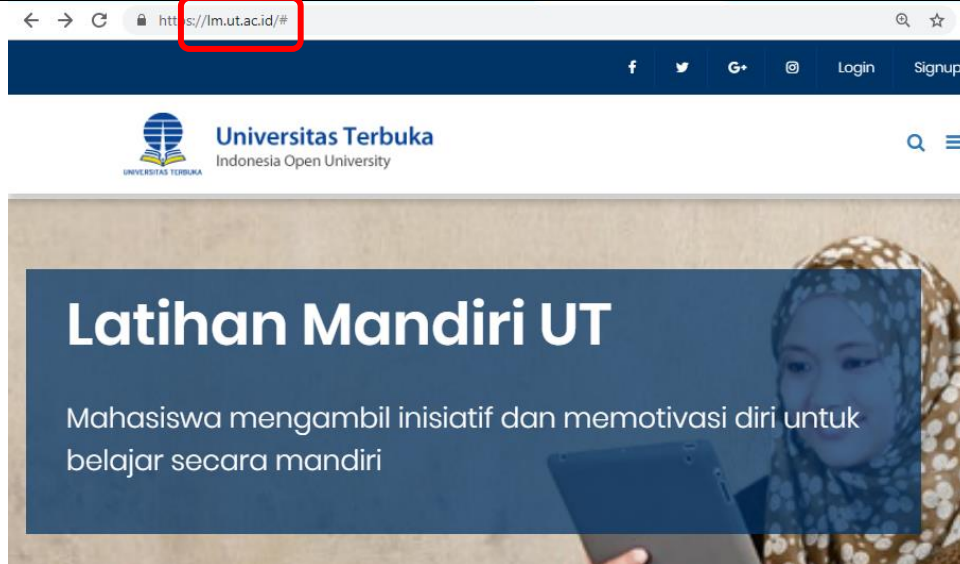 https://lm.ut.ac.id/#
Login Signup
Universitas Terbuka
Indonesia Open University
UNIVERSITAS TERBUKA
Latihan Mandiri UT
Mahasiswa mengambil inisiatif dan memotivasi diri untuk
belajar secara mandiri